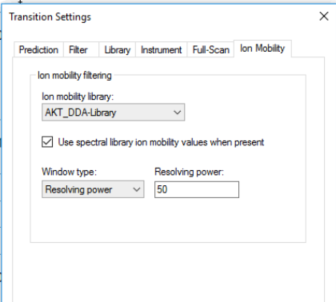 Transition Settings
Prediction Filter Library Instrument Full-Scan Ion Mobility
Ion mobility filtering
Ion mobility library:
AKT_DDA-Library
Use spectral library ion mobility values when present
Window type: Resolving power:
Resolving power 50